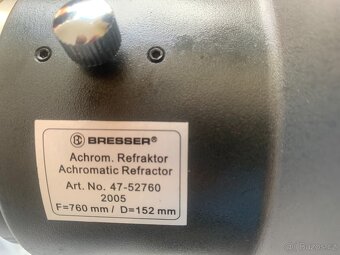 BRESSER®
Achrom. Refraktor
Achromatic Refractor
Art. No. 47-52760
2005
F=760 mm / D=152 mm